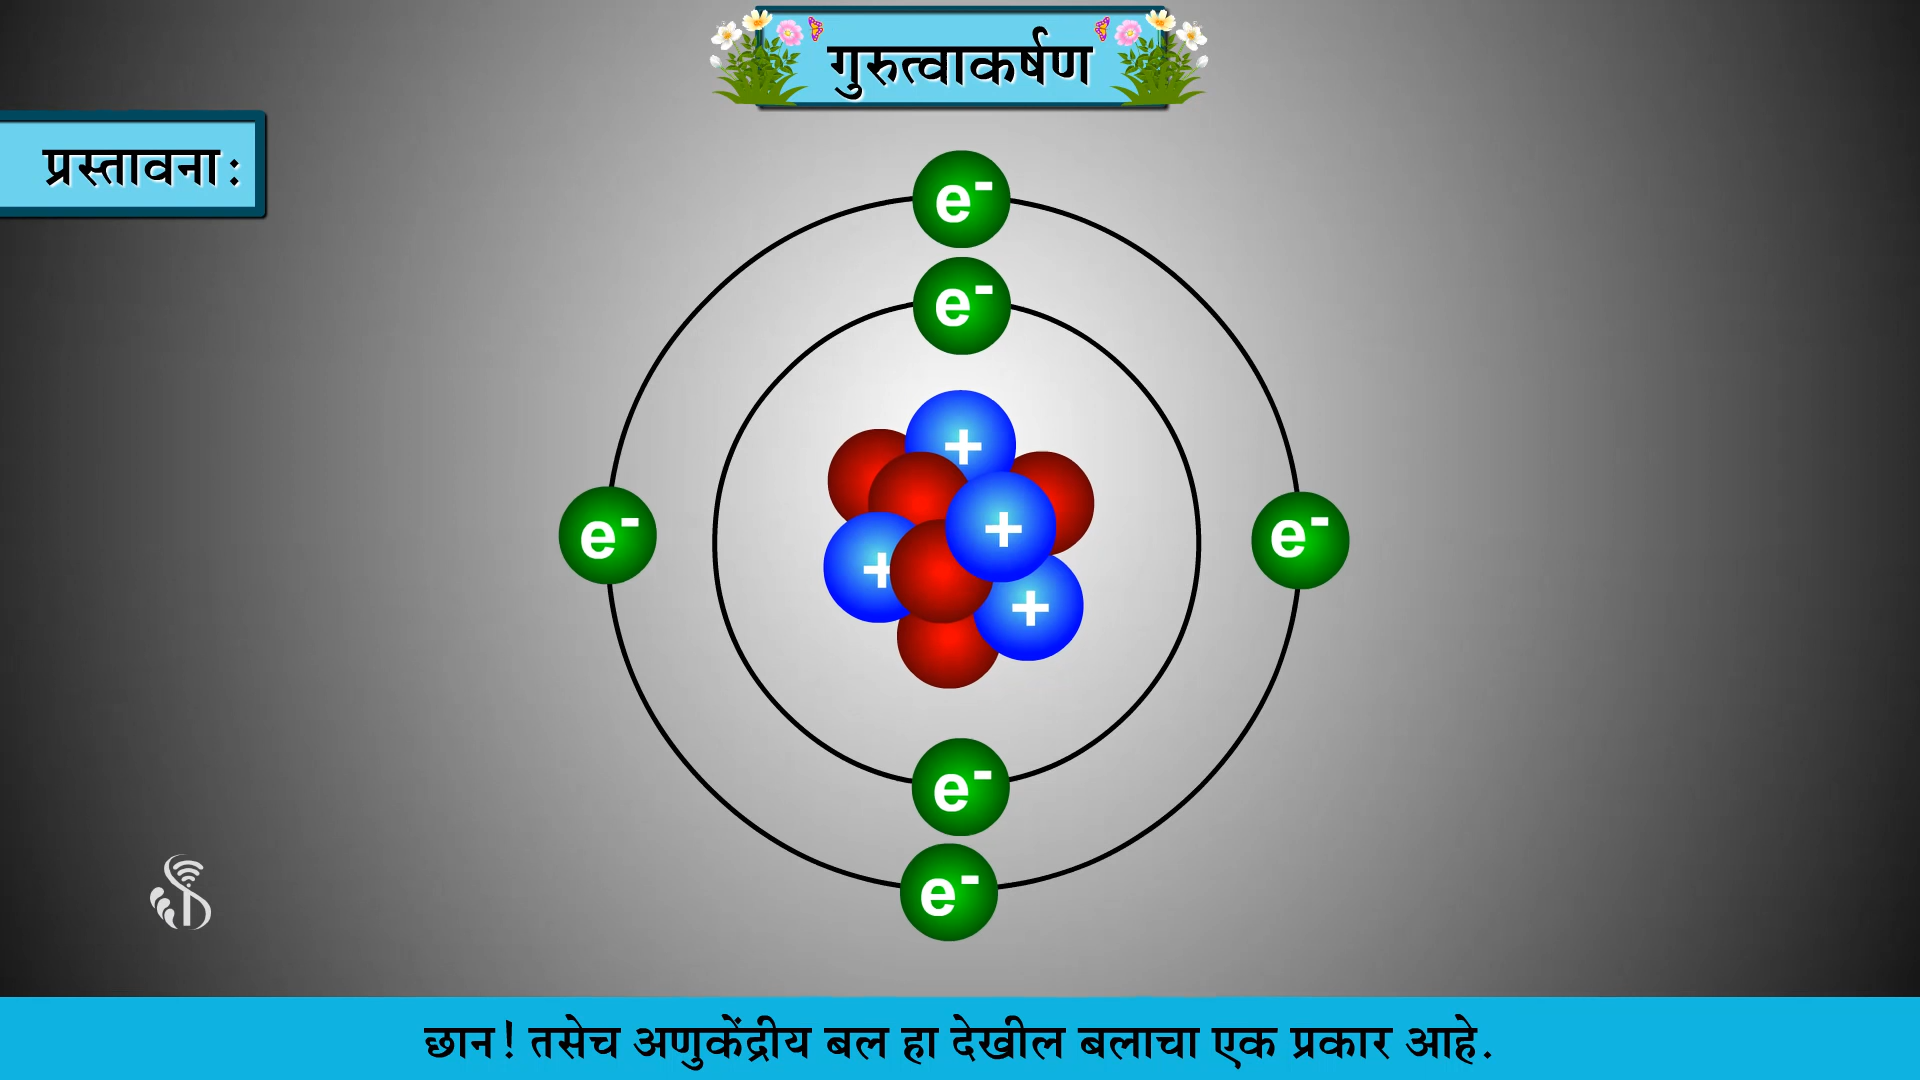 गुरुत्वाकर्षण
प्रस्तावना:
e-
e-
+
+
e-
+
e-
+
e-
e-
छान! तसेच अणुकेंद्रीय बल हा देखील बलाचा एक प्रकार आहे.